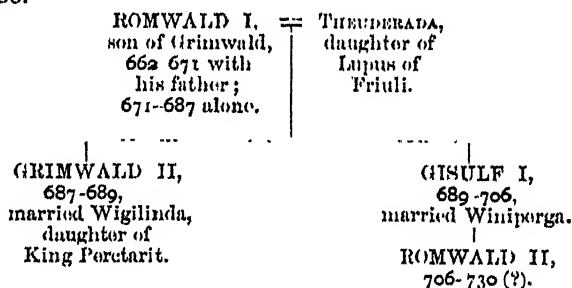 ROMWALD I,
son of Grimwald,
662 671 with
his father;
671--687 alone.
==
THEUDERADA,
daughter of
Lupus of
Friuli.
GRIMWALD II,
687-689,
married Wigilinda,
daughter of
King Perctarit.
GISULF I,
689-706,
married Winiperga.
ROMWALD II,
706-730 (?).